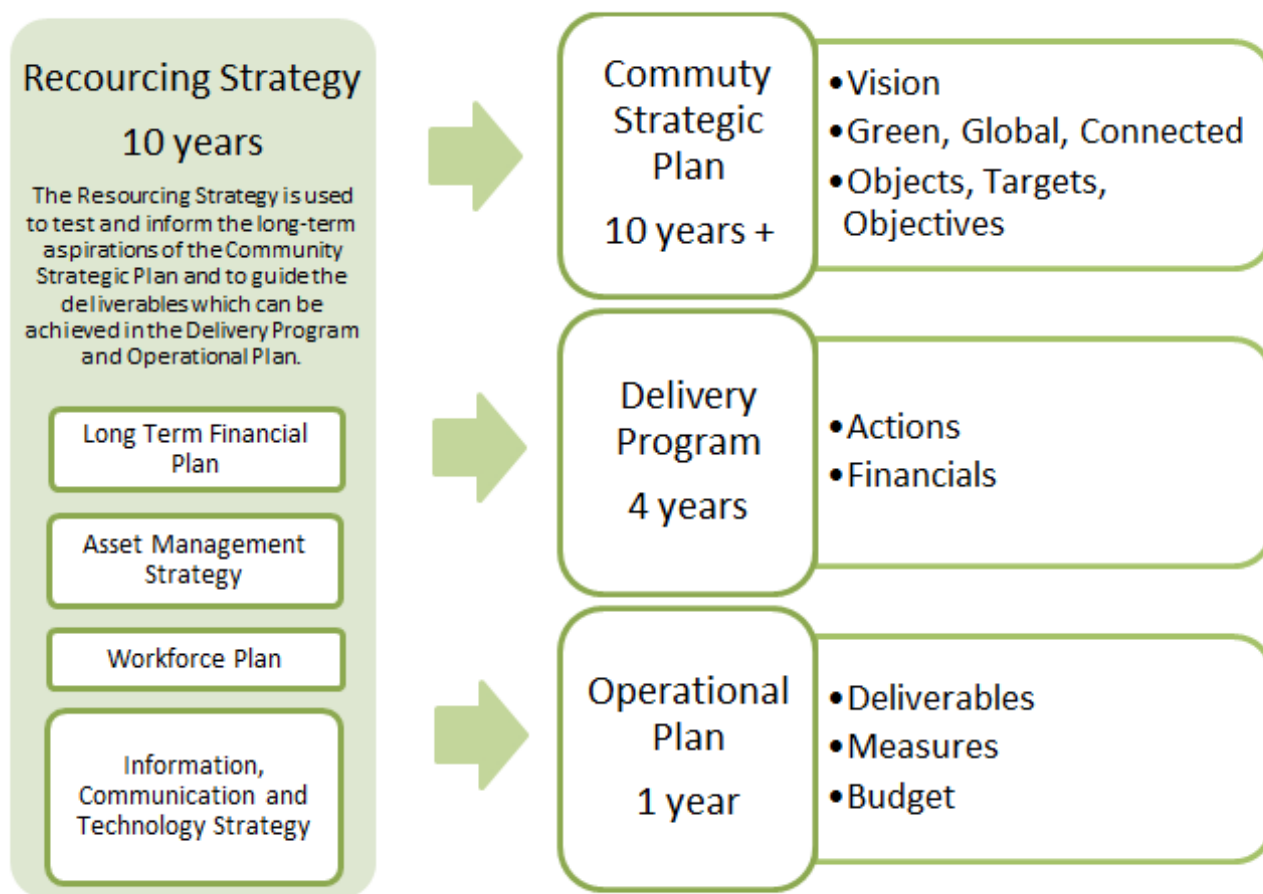 Recourcing Strategy
10 years
The Resourcing Strategy is used
to test and inform the long-term
aspirations of the Community
Strategic Plan and to guide the
deliverables which can be
achieved in the Delivery Program
and Operational Plan.
Long Term Financial
Plan
Asset Management
Strategy
Workforce Plan
Information,
Communication and
Technology Strategy
Commuty
Strategic
Plan
10 years +
•Vision
•Green, Global, Connected
•Objects, Targets,
Objectives
Delivery
Program
4 years
•Actions
•Financials
Operational
Plan
1 year
•Deliverables
•Measures
•Budget